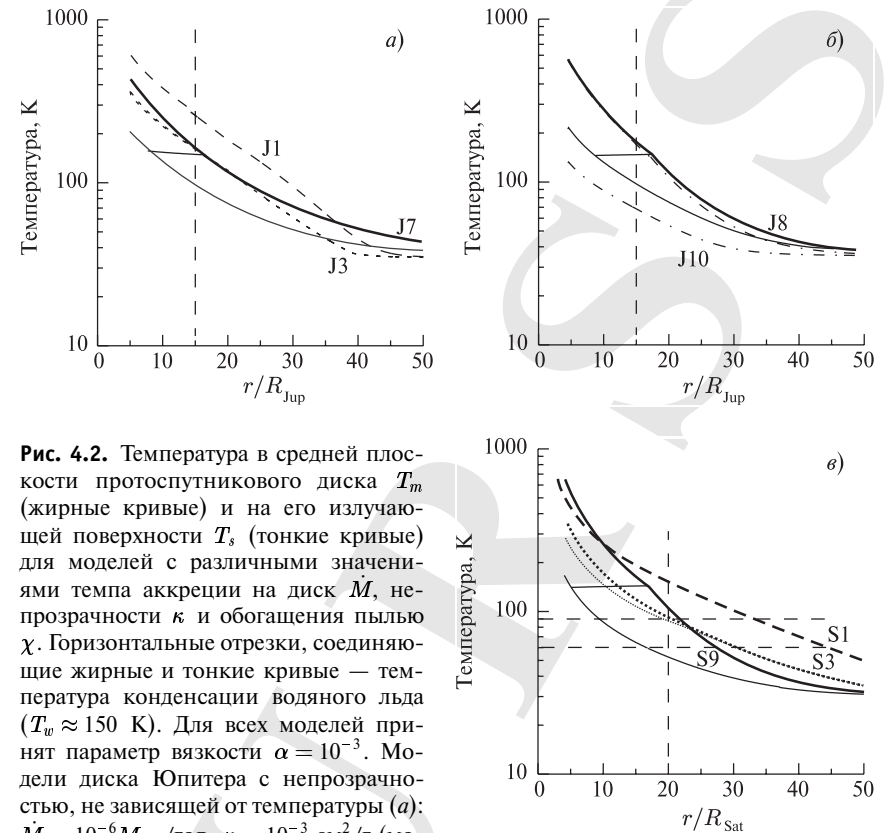 а)
1000
100
10
Температура, К
J1
J7
J3
0 10 20 30 40 50
r/R_Jup
б)
1000
100
10
Температура, К
J8
J10
0 10 20 30 40 50
r/R_Jup
Рис. 4.2. Температура в средней плос-
кости протоспутникового диска T_m
(жирные кривые) и на его излучаю-
щей поверхности T_s (тонкие кривые)
для моделей с различными значени-
ями темпа аккреции на диск Ṁ, не-
прозрачности κ и обогащения пылью
χ. Горизонтальные отрезки, соединяю-
щие жирные и тонкие кривые — тем-
пература конденсации водяного льда
(T_w ≈ 150 К). Для всех моделей при-
нят параметр вязкости α = 10⁻³. Мо-
дели диска Юпитера с непрозрачно-
стью, не зависящей от температуры (а):
в)
1000
100
10
Температура, К
S1
S3
S9
0 10 20 30 40 50
r/R_Sat
URSS